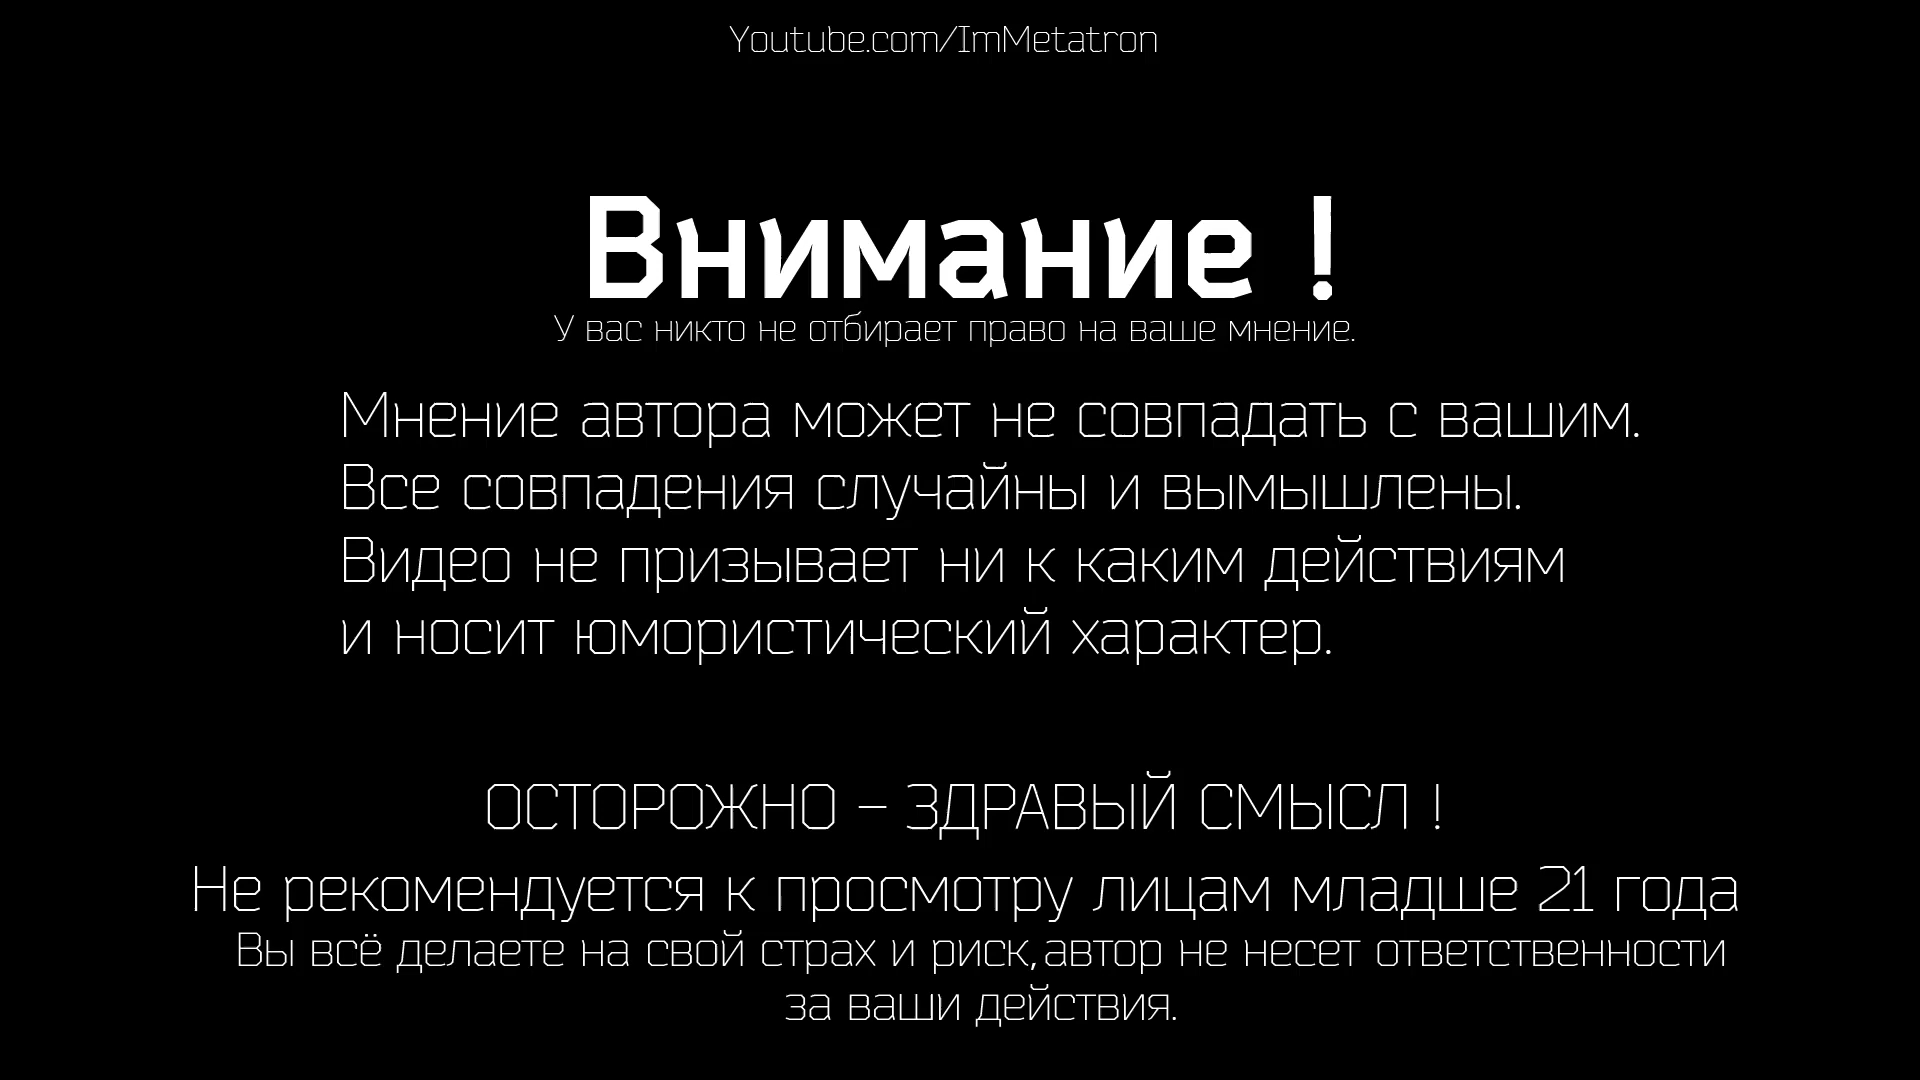 Youtube.com/ImMetatron
Внимание !
У вас никто не отбирает право на ваше мнение.
Мнение автора может не совпадать с вашим.
Все совпадения случайны и вымышлены.
Видео не призывает ни к каким действиям
и носит юмористический характер.
ОСТОРОЖНО – ЗДРАВЫЙ СМЫСЛ !
Не рекомендуется к просмотру лицам младше 21 года
Вы всё делаете на свой страх и риск,автор не несет ответственности
за ваши действия.